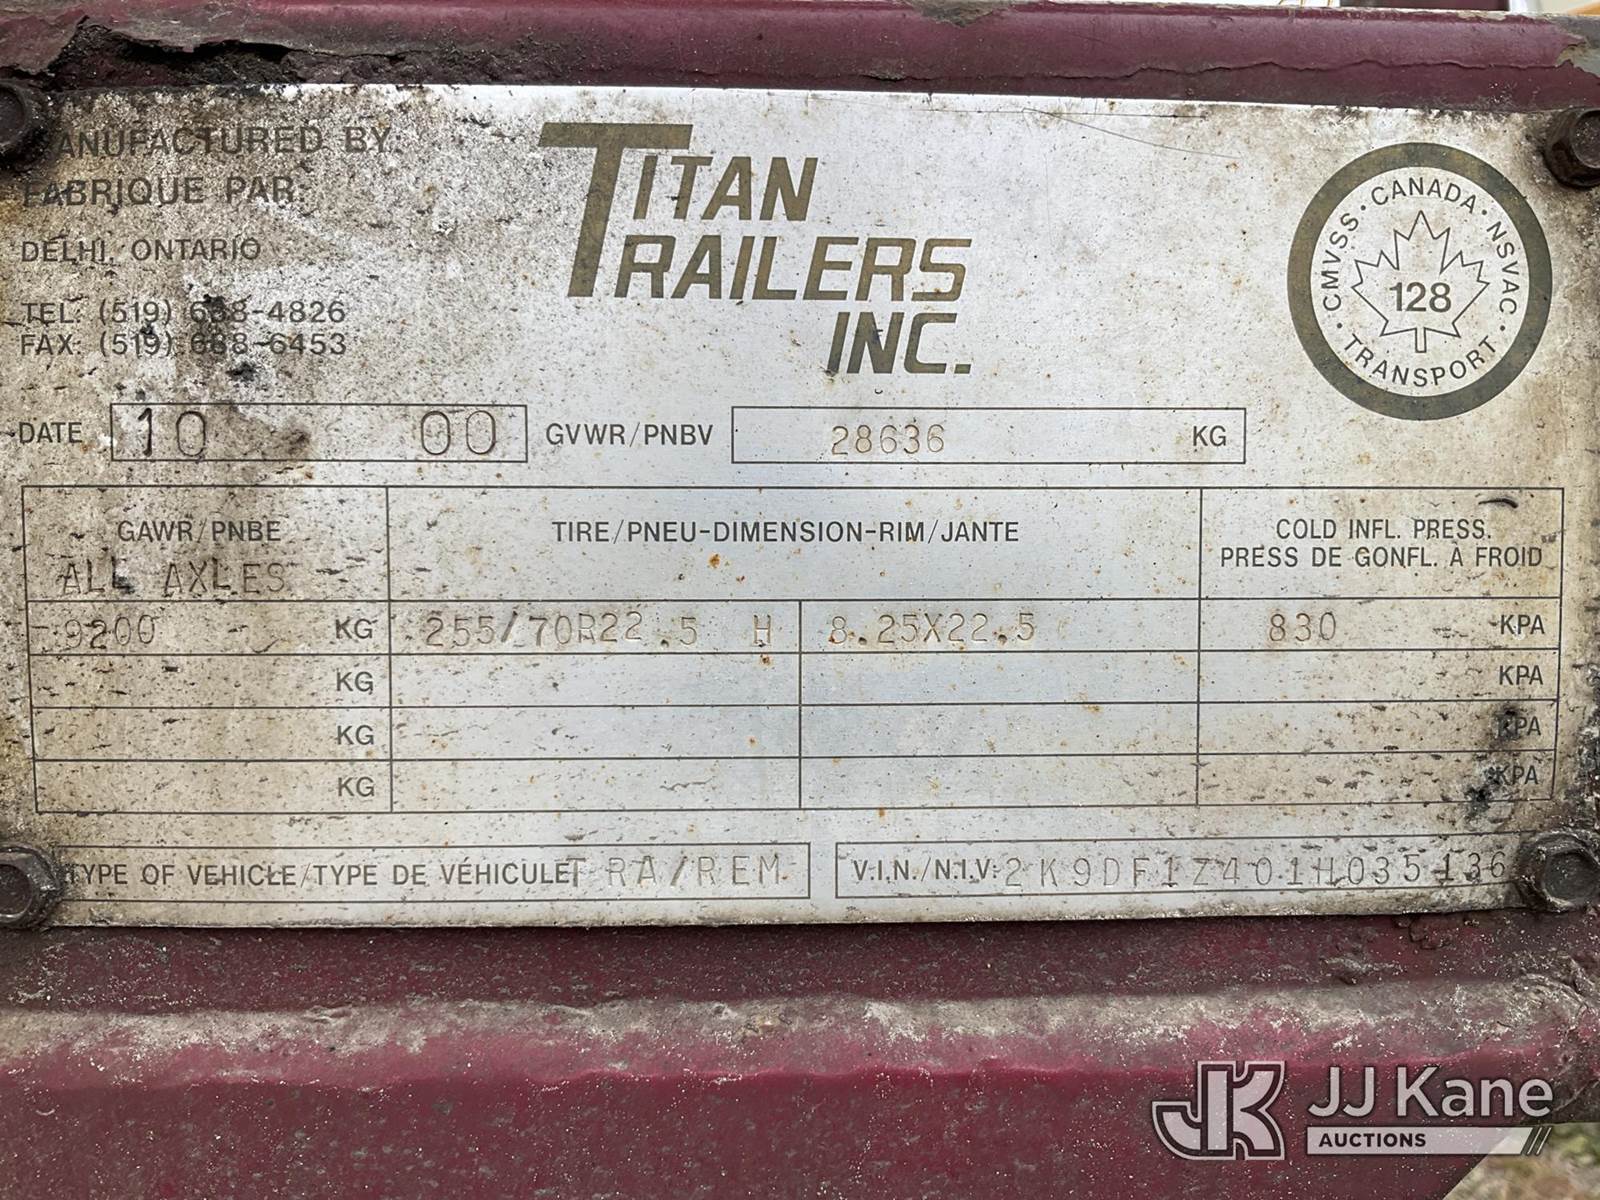 MANUFACTURED BY:
FABRIQUE PAR:
DELHI, ONTARIO
TEL: (519) 688-4826
FAX: (519) 688-6453
TITAN
TRAILERS
INC.
CMVSS · CANADA · NSVAC · TRANSPORT ·
128
DATE 10 00 GVWR/PNBV 28636 KG
GAWR/PNBE TIRE/PNEU-DIMENSION-RIM/JANTE COLD INFL. PRESS.
ALL AXLES PRESS DE GONFL. À FROID
9200 KG 255/70R22.5 H 8.25X22.5 830 KPA
KG KPA
KG KPA
KG KPA
TYPE OF VEHICLE/TYPE DE VÉHICULE TRA/REM V.I.N./N.I.V: 2K9DF1Z401H035136
JK JJ Kane
AUCTIONS